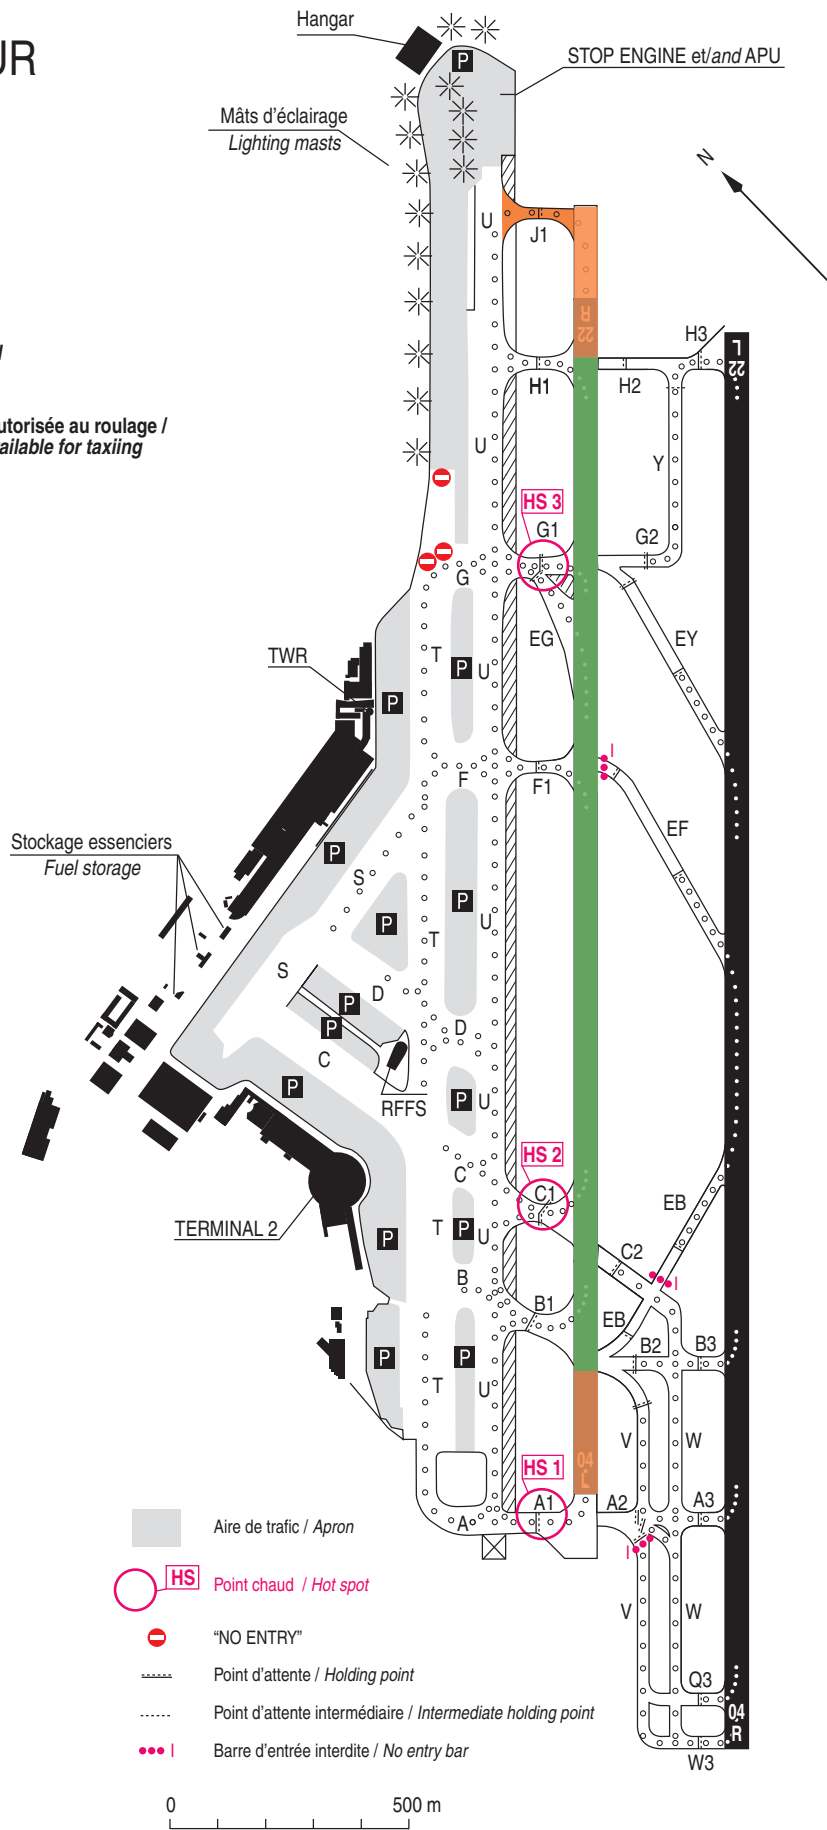 UR
Hangar
STOP ENGINE et/and APU
Mâts d'éclairage
Lighting masts
N
U
J1
22
R
H3
L
22
H1
H2
utorisée au roulage /
vailable for taxiing
U
Y
HS 3
G1
G2
G
EG
EY
TWR
T
P
U
P
F
F1
I
EF
Stockage essenciers
Fuel storage
P
S
P
P
U
T
S
D
P
P
D
C
P
RFFS
P
U
HS 2
C
C1
EB
TERMINAL 2
T
P
U
P
C2
I
B
B1
EB
B2
B3
P
P
T
U
V
W
HS 1
04
L
A
A1
A2
A3
I
Aire de trafic / Apron
HS
Point chaud / Hot spot
V
W
"NO ENTRY"
Point d'attente / Holding point
Q3
Point d'attente intermédiaire / Intermediate holding point
04
R
I
Barre d'entrée interdite / No entry bar
W3
0
500 m
P